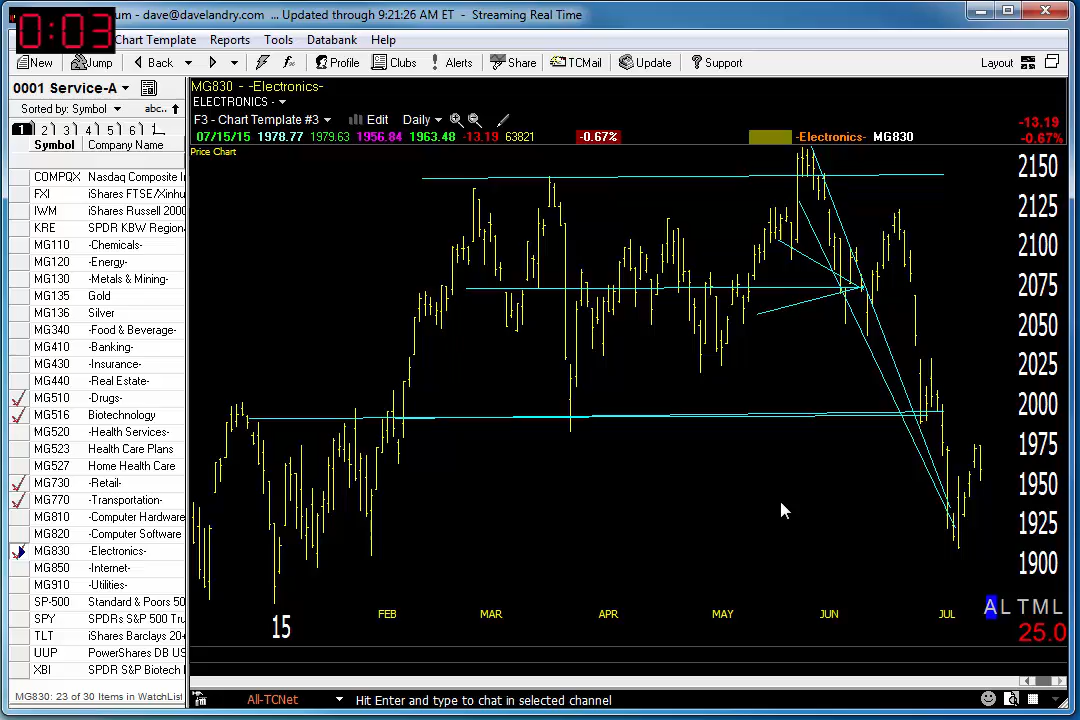 um - dave@davelandry.com ... Updated through 9:21:26 AM ET - Streaming Real Time
0:03
Chart Template Reports Tools Databank Help
New Jump Back Profile Clubs Alerts Share TCMail Update Support Layout
0001 Service-A
Sorted by: Symbol abc..
1 2 3 4 5 6
Symbol Company Name
COMPQX Nasdaq Composite In
FXI iShares FTSE/Xinhu
IWM iShares Russell 2000
KRE SPDR KBW Region
MG110 -Chemicals-
MG120 -Energy-
MG130 -Metals & Mining-
MG135 Gold
MG136 Silver
MG340 -Food & Beverage-
MG410 -Banking-
MG430 -Insurance-
MG440 -Real Estate-
MG510 -Drugs-
MG516 Biotechnology
MG520 -Health Services-
MG523 Health Care Plans
MG527 Home Health Care
MG730 -Retail-
MG770 -Transportation-
MG810 -Computer Hardware
MG820 -Computer Software
MG830 -Electronics-
MG850 -Internet-
MG910 -Utilities-
SP-500 Standard & Poors 50
SPY SPDRs S&P 500 Tru
TLT iShares Barclays 20+
UUP PowerShares DB US
XBI SPDR S&P Biotech
MG830: 23 of 30 Items in WatchList
MG830 - -Electronics-
ELECTRONICS -
F3 - Chart Template #3 Edit Daily
07/15/15 1978.77 1979.63 1956.84 1963.48 -13.19 63821 -0.67% -Electronics- MG830
Price Chart
-13.19
-0.67%
2150
2125
2100
2075
2050
2025
2000
1975
1950
1925
1900
15 FEB MAR APR MAY JUN JUL
A L T M L
25.0
All-TCNet Hit Enter and type to chat in selected channel